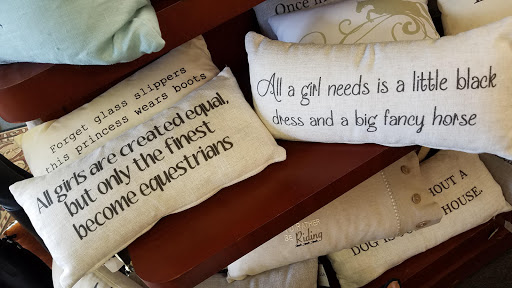 Once in
Forget glass slippers
this princess wears boots
All girls are created equal,
but only the finest
become equestrians
All a girl needs is a little black
dress and a big fancy horse
Riding
HOUT A
DOG IS
HOUSE.